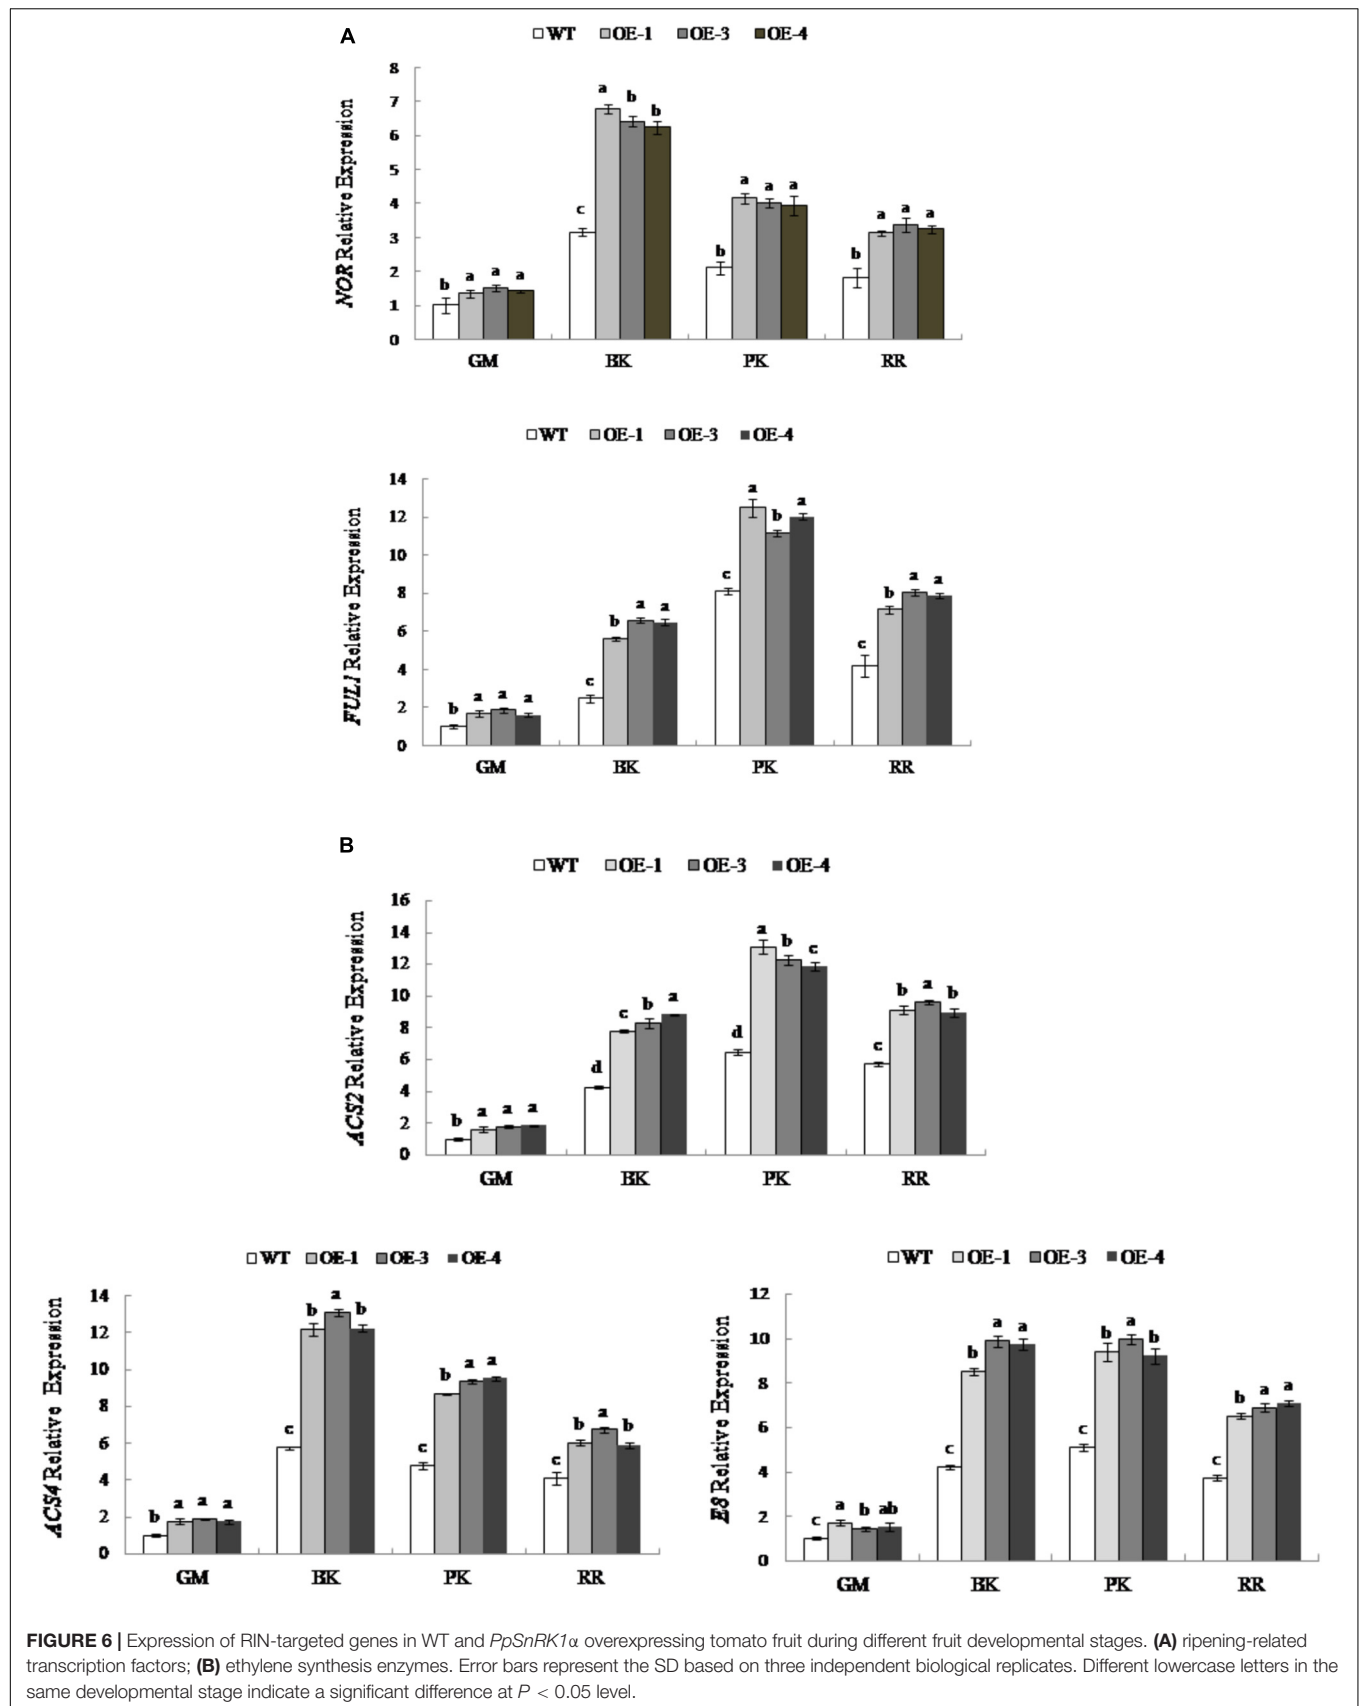 A
WT OE-1 OE-3 OE-4
NOR Relative Expression
8
7
6
5
4
3
2
1
0
b a a a
c a b b
b a a a
b a a a
GM BK PK RR
WT OE-1 OE-3 OE-4
FUL1 Relative Expression
14
12
10
8
6
4
2
0
b a a a
c b a a
c a b a
c b a a
GM BK PK RR
B
WT OE-1 OE-3 OE-4
ACS2 Relative Expression
16
14
12
10
8
6
4
2
0
b a a a
d c b a
d a b c
c b a b
GM BK PK RR
WT OE-1 OE-3 OE-4
ACS4 Relative Expression
14
12
10
8
6
4
2
0
b a a a
c b a b
c b a a
c b a b
GM BK PK RR
WT OE-1 OE-3 OE-4
E8 Relative Expression
12
10
8
6
4
2
0
c a b ab
c b a a
c b a b
c b a a
GM BK PK RR
FIGURE 6 | Expression of RIN-targeted genes in WT and PpSnRK1α overexpressing tomato fruit during different fruit developmental stages. (A) ripening-related
transcription factors; (B) ethylene synthesis enzymes. Error bars represent the SD based on three independent biological replicates. Different lowercase letters in the
same developmental stage indicate a significant difference at P < 0.05 level.